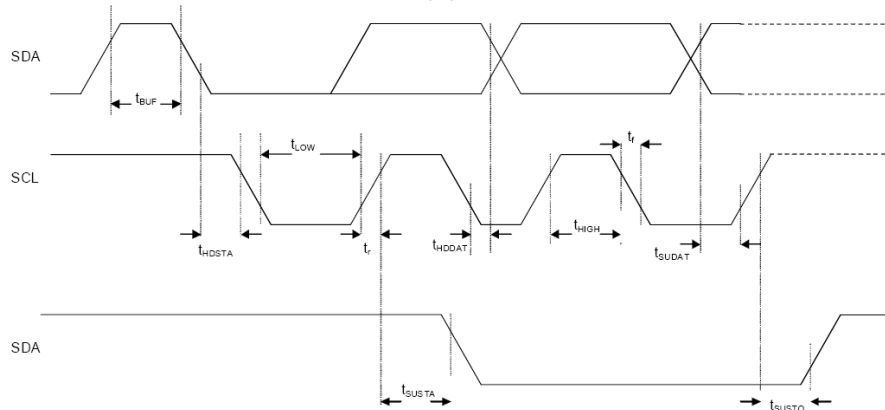 SDA
tBUF
tLOW
tf
SCL
tHDSTA
tr
tHDDAT
tHIGH
tSUDAT
SDA
tSUSTA
tSUSTO